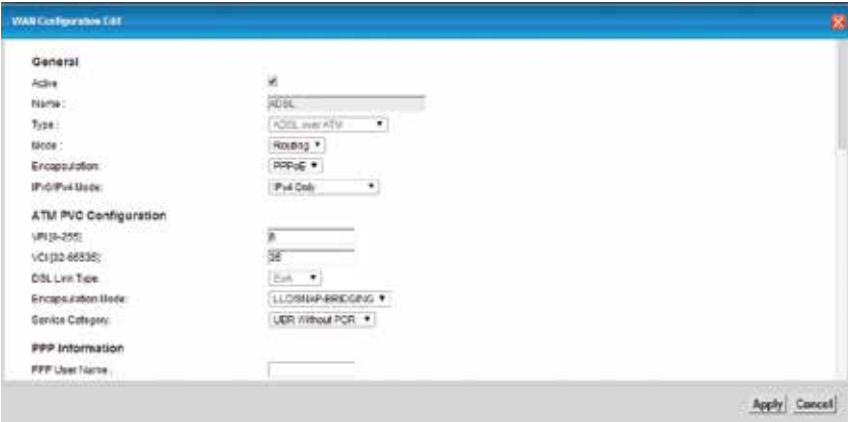 WAN Configuration Edit
General
Active
Name :
ADSL
Type :
ADSL over ATM
Mode :
Routing
Encapsulation:
PPPoE
IPv6/IPv4 Mode:
IPv4 Only
ATM PVC Configuration
VPI[0-255]:
VCI[32-65535]:
DSL Link Type:
EoA
Encapsulation Mode:
LLC/SNAP-BRIDGING
Service Category:
UBR Without PCR
PPP Information
PPP User Name :
Apply Cancel